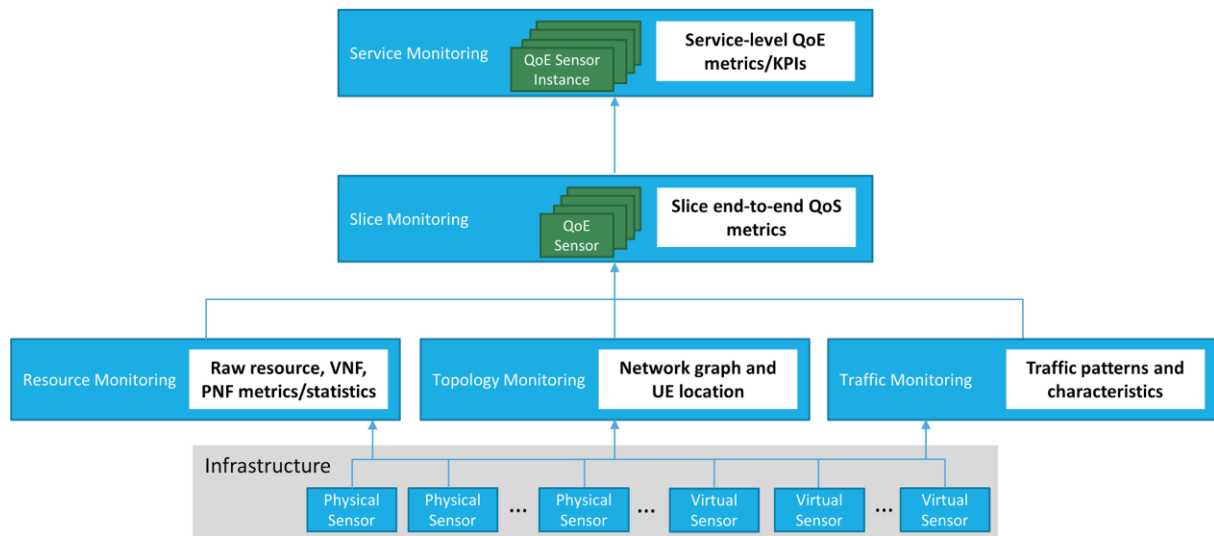 Service Monitoring
QoE Sensor
Instance
Service-level QoE
metrics/KPIs
Slice Monitoring
QoE
Sensor
Slice end-to-end QoS
metrics
Resource Monitoring
Raw resource, VNF,
PNF metrics/statistics
Topology Monitoring
Network graph and
UE location
Traffic Monitoring
Traffic patterns and
characteristics
Infrastructure
Physical
Sensor
Physical
Sensor
...
Physical
Sensor
...
Virtual
Sensor
Virtual
Sensor
...
Virtual
Sensor